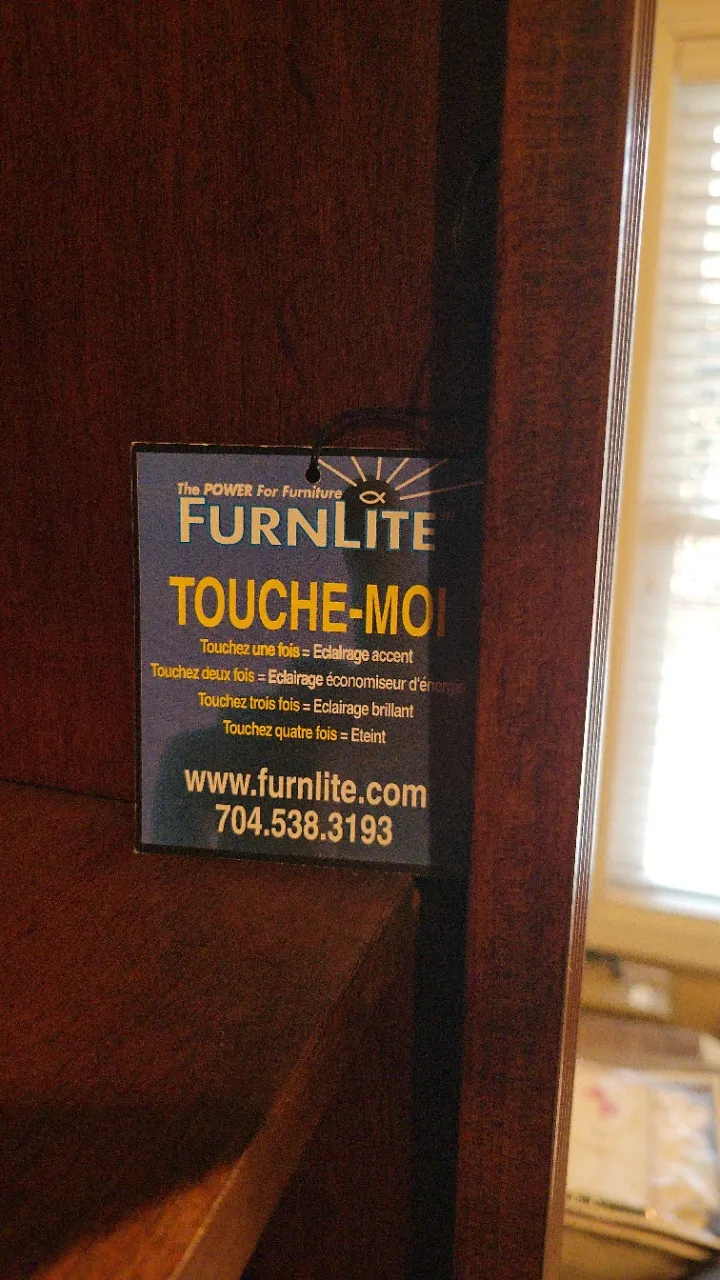 The POWER For Furniture
FURNLITE
TOUCHE-MOI
Touchez une fois = Eclairage accent
Touchez deux fois = Eclairage économiseur d'énergie
Touchez trois fois = Eclairage brillant
Touchez quatre fois = Eteint
www.furnlite.com
704.538.3193